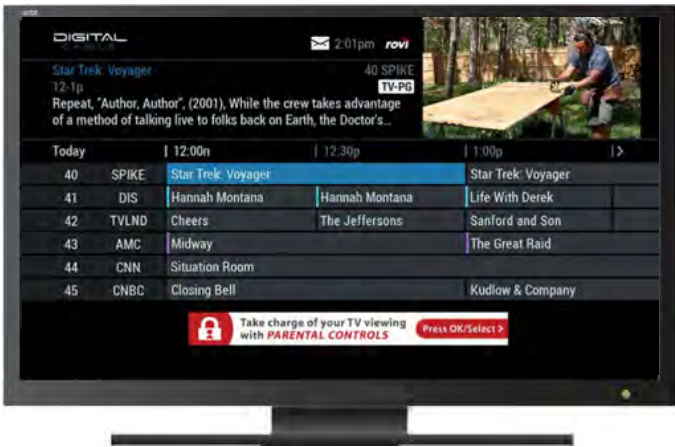 DIGITAL
CABLE
2:01pm rovi
Star Trek: Voyager 40 SPIKE
12-1p TV-PG
Repeat, "Author, Author", (2001), While the crew takes advantage
of a method of talking live to folks back on Earth, the Doctor's...
Today 12:00n 12:30p 1:00p >
40 SPIKE Star Trek: Voyager Star Trek: Voyager
41 DIS Hannah Montana Hannah Montana Life With Derek
42 TVLND Cheers The Jeffersons Sanford and Son
43 AMC Midway The Great Raid
44 CNN Situation Room
45 CNBC Closing Bell Kudlow & Company
Take charge of your TV viewing
with PARENTAL CONTROLS
Press OK/Select >